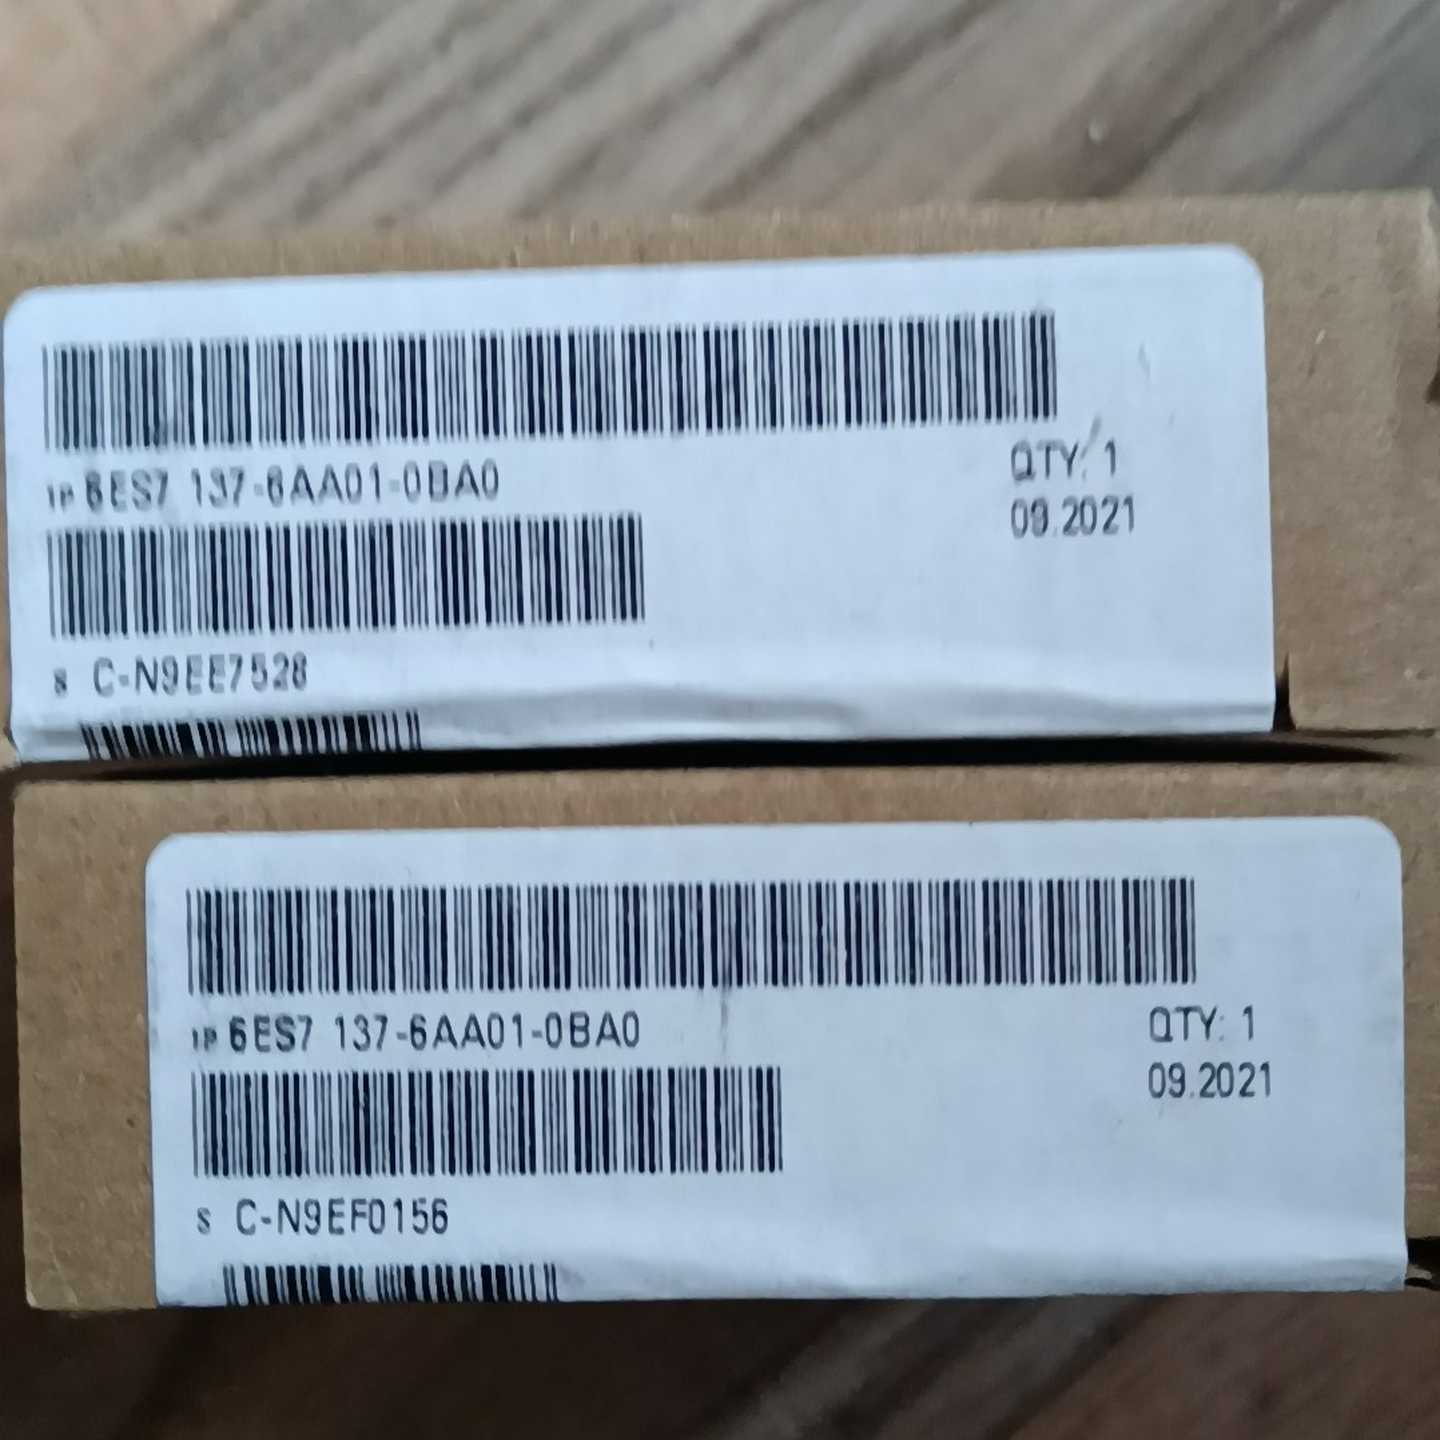 1P 6ES7 137-6AA01-0BA0
QTY: 1
09.2021
S C-N9EE7528
1P 6ES7 137-6AA01-0BA0
QTY: 1
09.2021
S C-N9EF0156